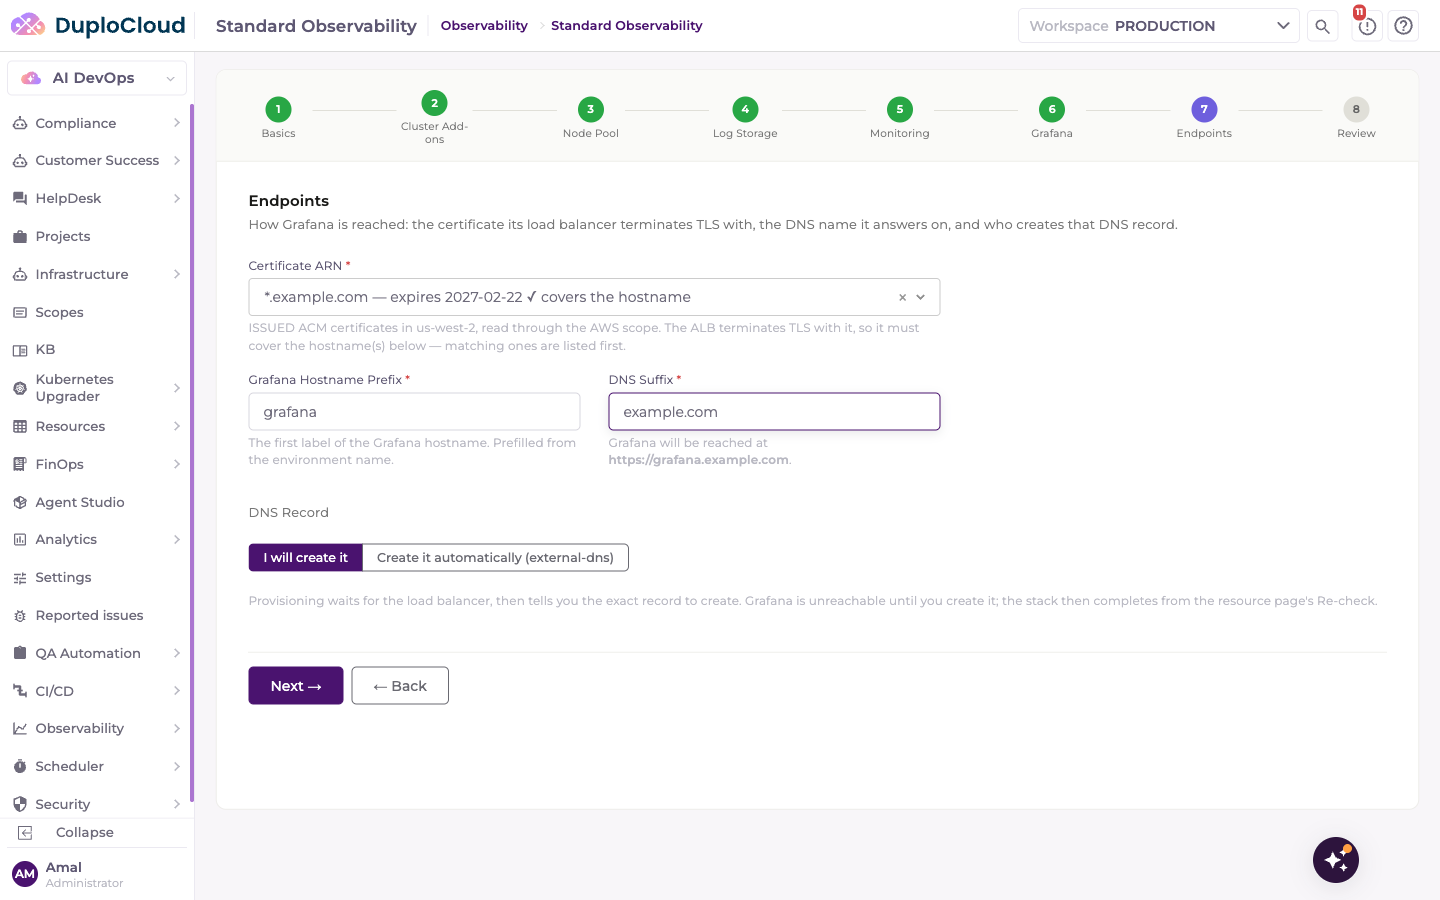 DuploCloud
Standard Observability
Observability > Standard Observability
Workspace PRODUCTION
11
AI DevOps
Compliance
Customer Success
HelpDesk
Projects
Infrastructure
Scopes
KB
Kubernetes
Upgrader
Resources
FinOps
Agent Studio
Analytics
Settings
Reported issues
QA Automation
CI/CD
Observability
Scheduler
Security
Collapse
AM
Amal
Administrator
1
Basics
2
Cluster Add-
ons
3
Node Pool
4
Log Storage
5
Monitoring
6
Grafana
7
Endpoints
8
Review
Endpoints
How Grafana is reached: the certificate its load balancer terminates TLS with, the DNS name it answers on, and who creates that DNS record.
Certificate ARN *
*.example.com — expires 2027-02-22 ✓ covers the hostname
ISSUED ACM certificates in us-west-2, read through the AWS scope. The ALB terminates TLS with it, so it must
cover the hostname(s) below — matching ones are listed first.
Grafana Hostname Prefix *
grafana
The first label of the Grafana hostname. Prefilled from
the environment name.
DNS Suffix *
example.com
Grafana will be reached at
https://grafana.example.com.
DNS Record
I will create it
Create it automatically (external-dns)
Provisioning waits for the load balancer, then tells you the exact record to create. Grafana is unreachable until you create it; the stack then completes from the resource page's Re-check.
Next →
← Back